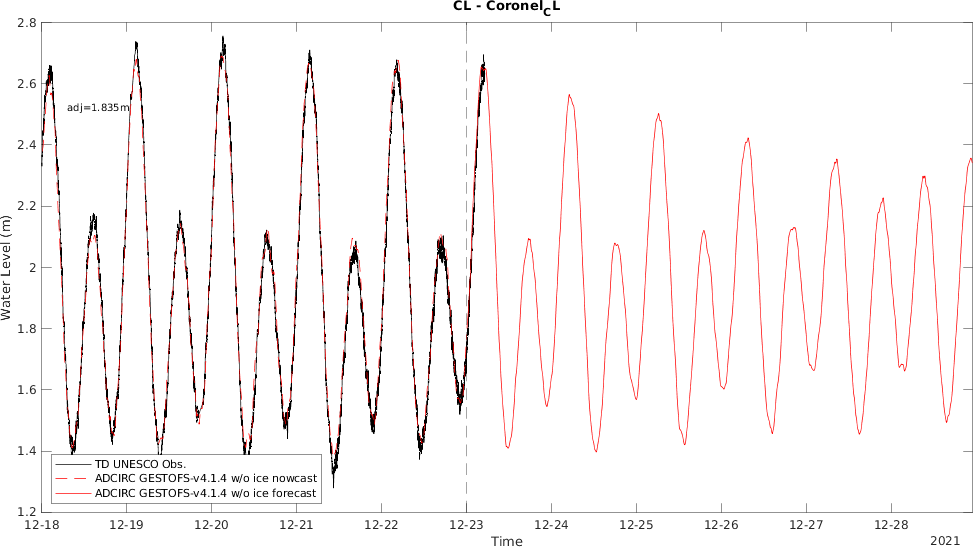 CL - Coronel_CL
2.8
2.6
adj=1.835m
2.4
2.2
2
1.8
1.6
1.4
1.2
Water Level (m)
TD UNESCO Obs.
ADCIRC GESTOFS-v4.1.4 w/o ice nowcast
ADCIRC GESTOFS-v4.1.4 w/o ice forecast
12-18 12-19 12-20 12-21 12-22 12-23 12-24 12-25 12-26 12-27 12-28
Time
2021